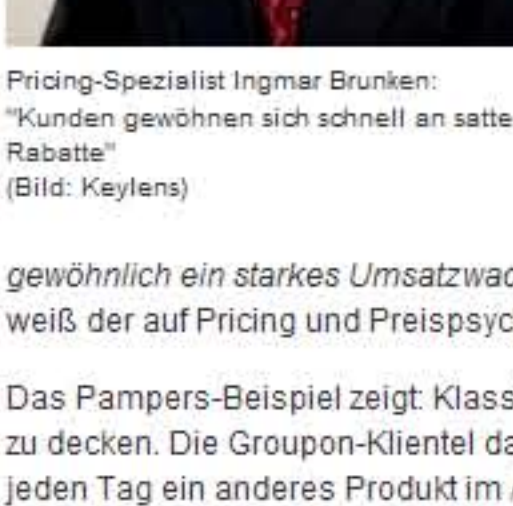 Pricing-Spezialist Ingmar Brunken:
"Kunden gewöhnen sich schnell an satte
Rabatte"
(Bild: Keylens)
gewöhnlich ein starkes Umsatzwac
weiß der auf Pricing und Preispsyc
Das Pampers-Beispiel zeigt: Klass
zu decken. Die Groupon-Klientel da
jeden Tag ein anderes Produkt im